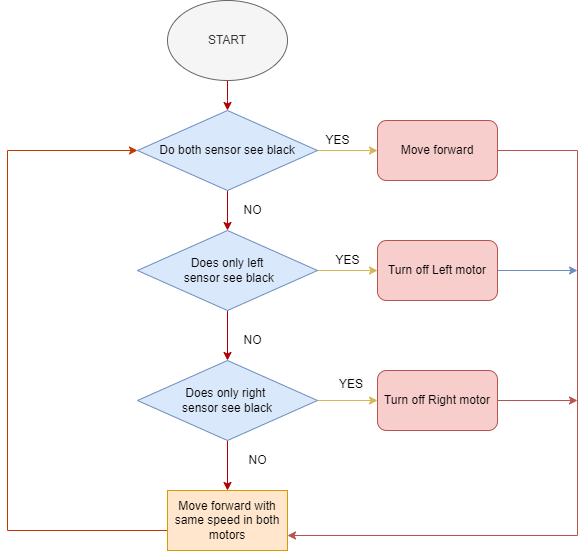 START
Do both sensor see black
YES
Move forward
NO
Does only left
sensor see black
YES
Turn off Left motor
NO
Does only right
sensor see black
YES
Turn off Right motor
NO
Move forward with
same speed in both
motors